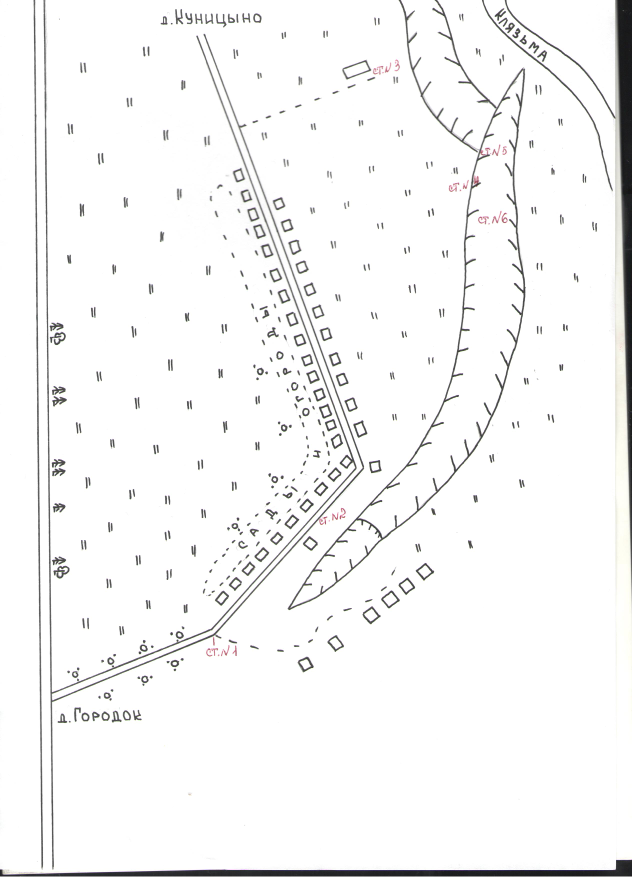 д. Куницыно
КЛЯЗЬМА
ст.N3
ст.N5
ст.N4
ст.N6
САДЫ И ОГОРОДЫ
ст.N2
ст.N1
д. ГОРОДОК